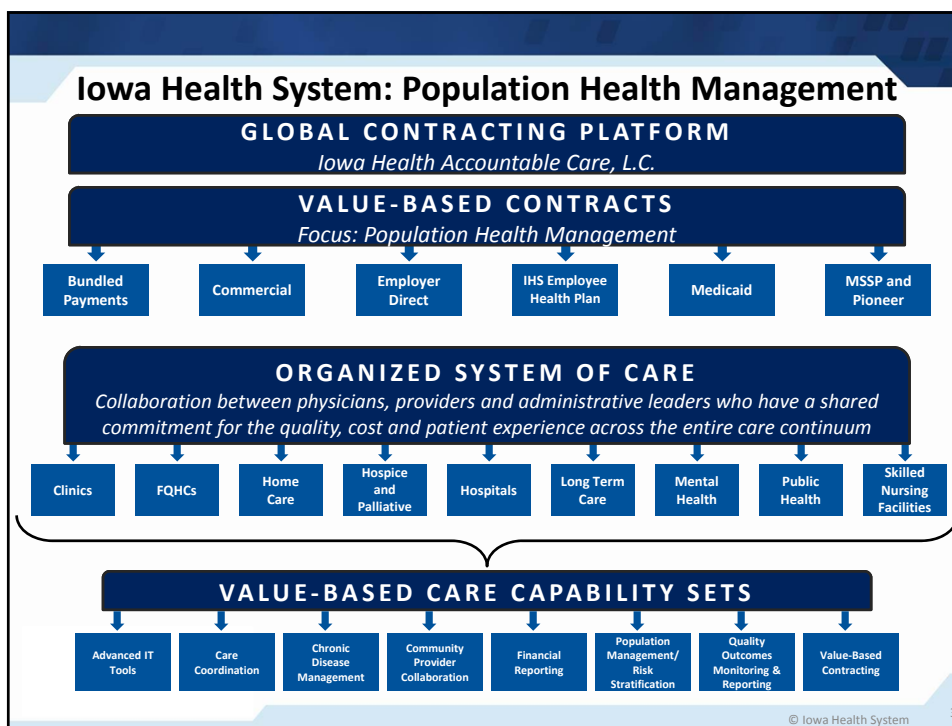 Iowa Health System: Population Health Management
GLOBAL CONTRACTING PLATFORM
Iowa Health Accountable Care, L.C.
VALUE-BASED CONTRACTS
Focus: Population Health Management
Bundled
Payments
Commercial
Employer
Direct
IHS Employee
Health Plan
Medicaid
MSSP and
Pioneer
ORGANIZED SYSTEM OF CARE
Collaboration between physicians, providers and administrative leaders who have a shared
commitment for the quality, cost and patient experience across the entire care continuum
Clinics
FQHCs
Home
Care
Hospice
and
Palliative
Hospitals
Long Term
Care
Mental
Health
Public
Health
Skilled
Nursing
Facilities
VALUE-BASED CARE CAPABILITY SETS
Advanced IT
Tools
Care
Coordination
Chronic
Disease
Management
Community
Provider
Collaboration
Financial
Reporting
Population
Management/
Risk
Stratification
Quality
Outcomes
Monitoring &
Reporting
Value-Based
Contracting
© Iowa Health System